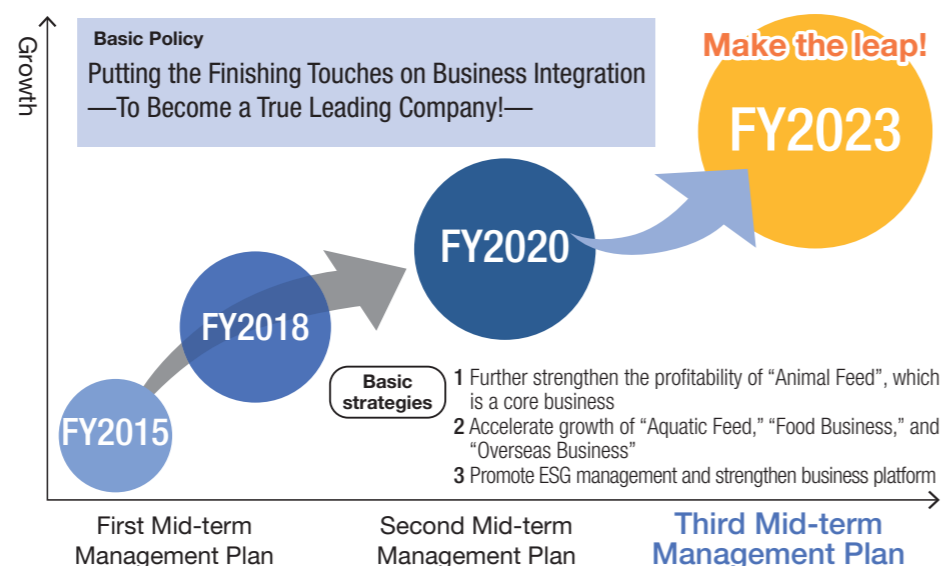 Growth
Basic Policy
Putting the Finishing Touches on Business Integration
—To Become a True Leading Company!—
Make the leap!
FY2023
FY2020
FY2018
FY2015
Basic
strategies
1 Further strengthen the profitability of “Animal Feed”, which
is a core business
2 Accelerate growth of “Aquatic Feed,” “Food Business,” and
“Overseas Business”
3 Promote ESG management and strengthen business platform
First Mid-term
Management Plan
Second Mid-term
Management Plan
Third Mid-term
Management Plan